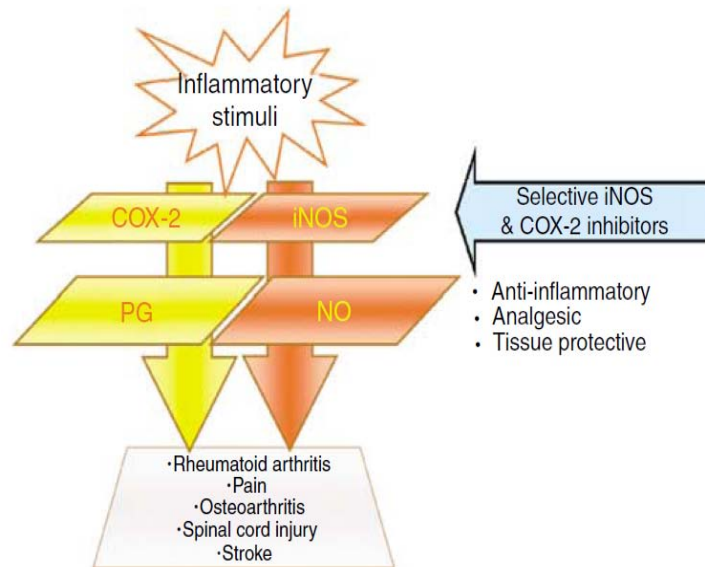 Inflammatory
stimuli
COX-2
iNOS
Selective iNOS
& COX-2 inhibitors
PG
NO
• Anti-inflammatory
• Analgesic
• Tissue protective
·Rheumatoid arthritis
·Pain
·Osteoarthritis
·Spinal cord injury
·Stroke